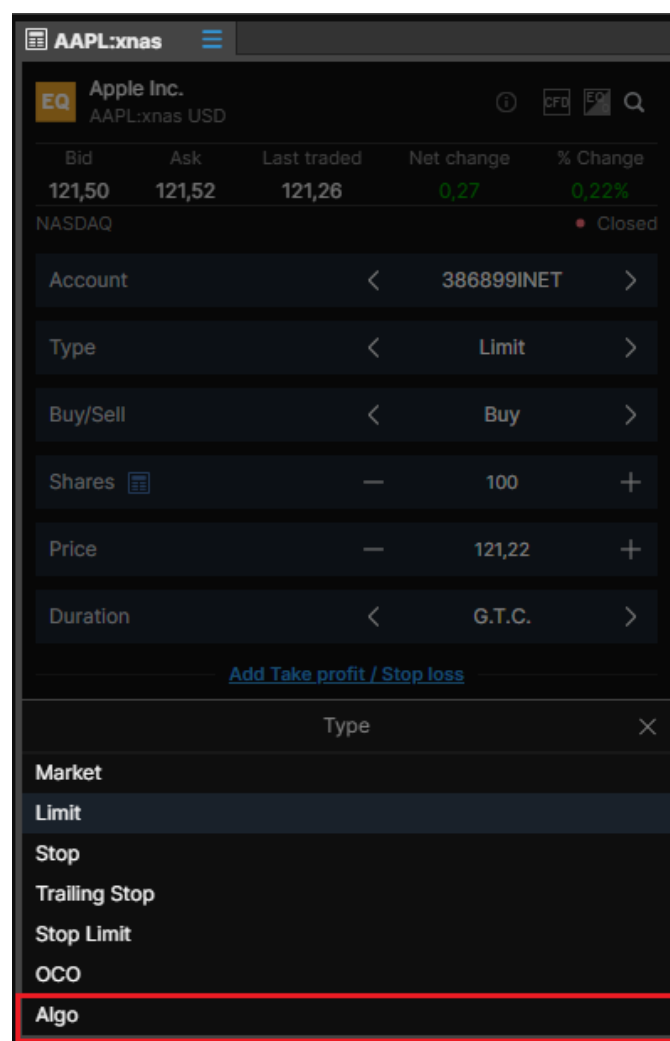 AAPL:xnas
EQ Apple Inc.
AAPL:xnas USD
CFD EQ
Bid Ask Last traded Net change % Change
121,50 121,52 121,26 0,27 0,22%
NASDAQ Closed
Account 386899INET
Type Limit
Buy/Sell Buy
Shares 100
Price 121,22
Duration G.T.C.
Add Take profit / Stop loss
Type
Market
Limit
Stop
Trailing Stop
Stop Limit
OCO
Algo